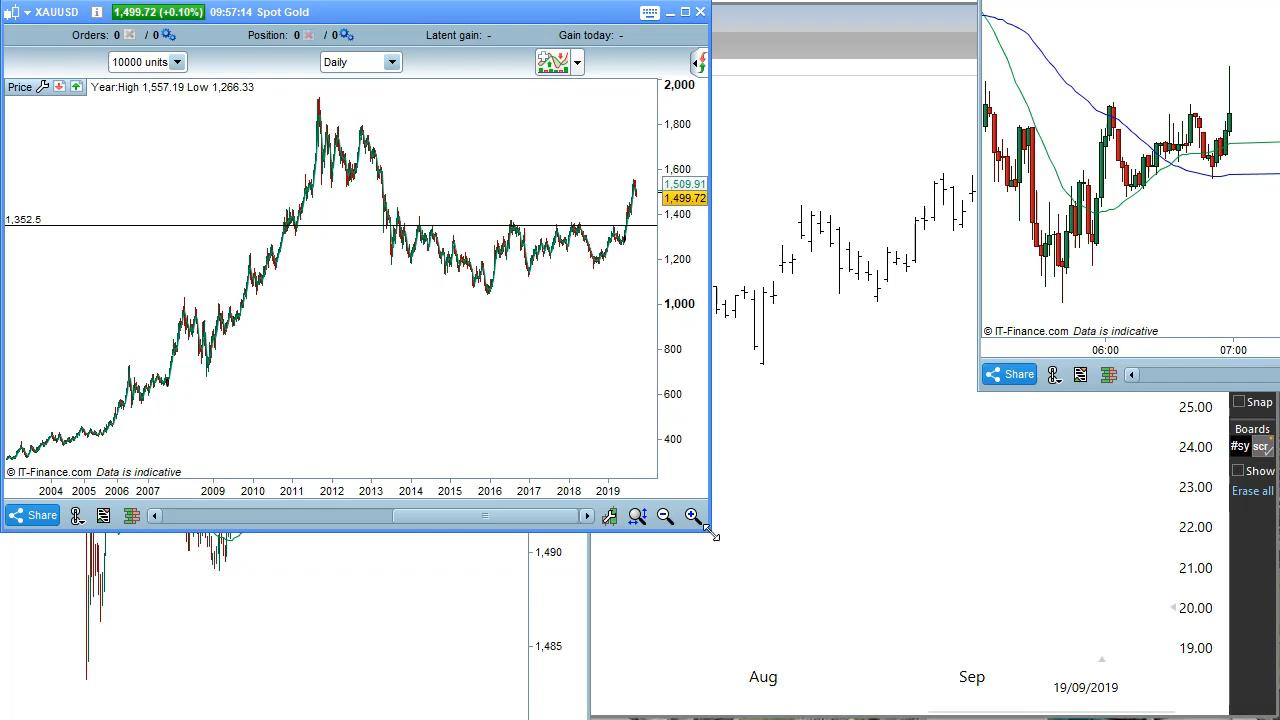 XAUUSD 1,499.72 (+0.10%) 09:57:14 Spot Gold
Orders: 0 / 0 Position: 0 / 0 Latent gain: - Gain today: -
10000 units Daily
Price Year:High 1,557.19 Low 1,266.33
2,000
1,800
1,600
1,509.91
1,499.72
1,400
1,352.5
1,200
1,000
800
600
400
© IT-Finance.com Data is indicative
2004 2005 2006 2007 2009 2010 2011 2012 2013 2014 2015 2016 2017 2018 2019
Share
1,490
1,485
© IT-Finance.com Data is indicative
06:00 07:00
Share
25.00
24.00
23.00
22.00
21.00
20.00
19.00
Aug Sep
19/09/2019
Snap
Boards
#sy scr
Show
Erase all